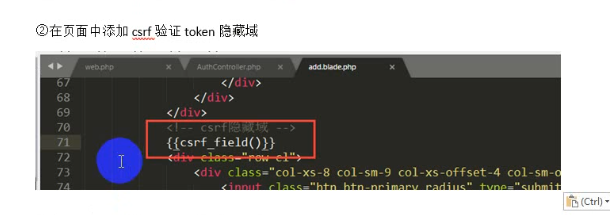 ②在页面中添加 csrf 验证 token 隐藏域
web.php × AuthController.php × add.blade.php ×
67 </div>
68 </div>
69 </div>
70 <!-- csrf隐藏域 -->
71 {{csrf_field()}}
72 <div class="row cl">
73 <div class="col-xs-8 col-sm-9 col-xs-offset-4 col-sm-o
74 <input class="btn btn-primary radius" type="submit
(Ctrl)